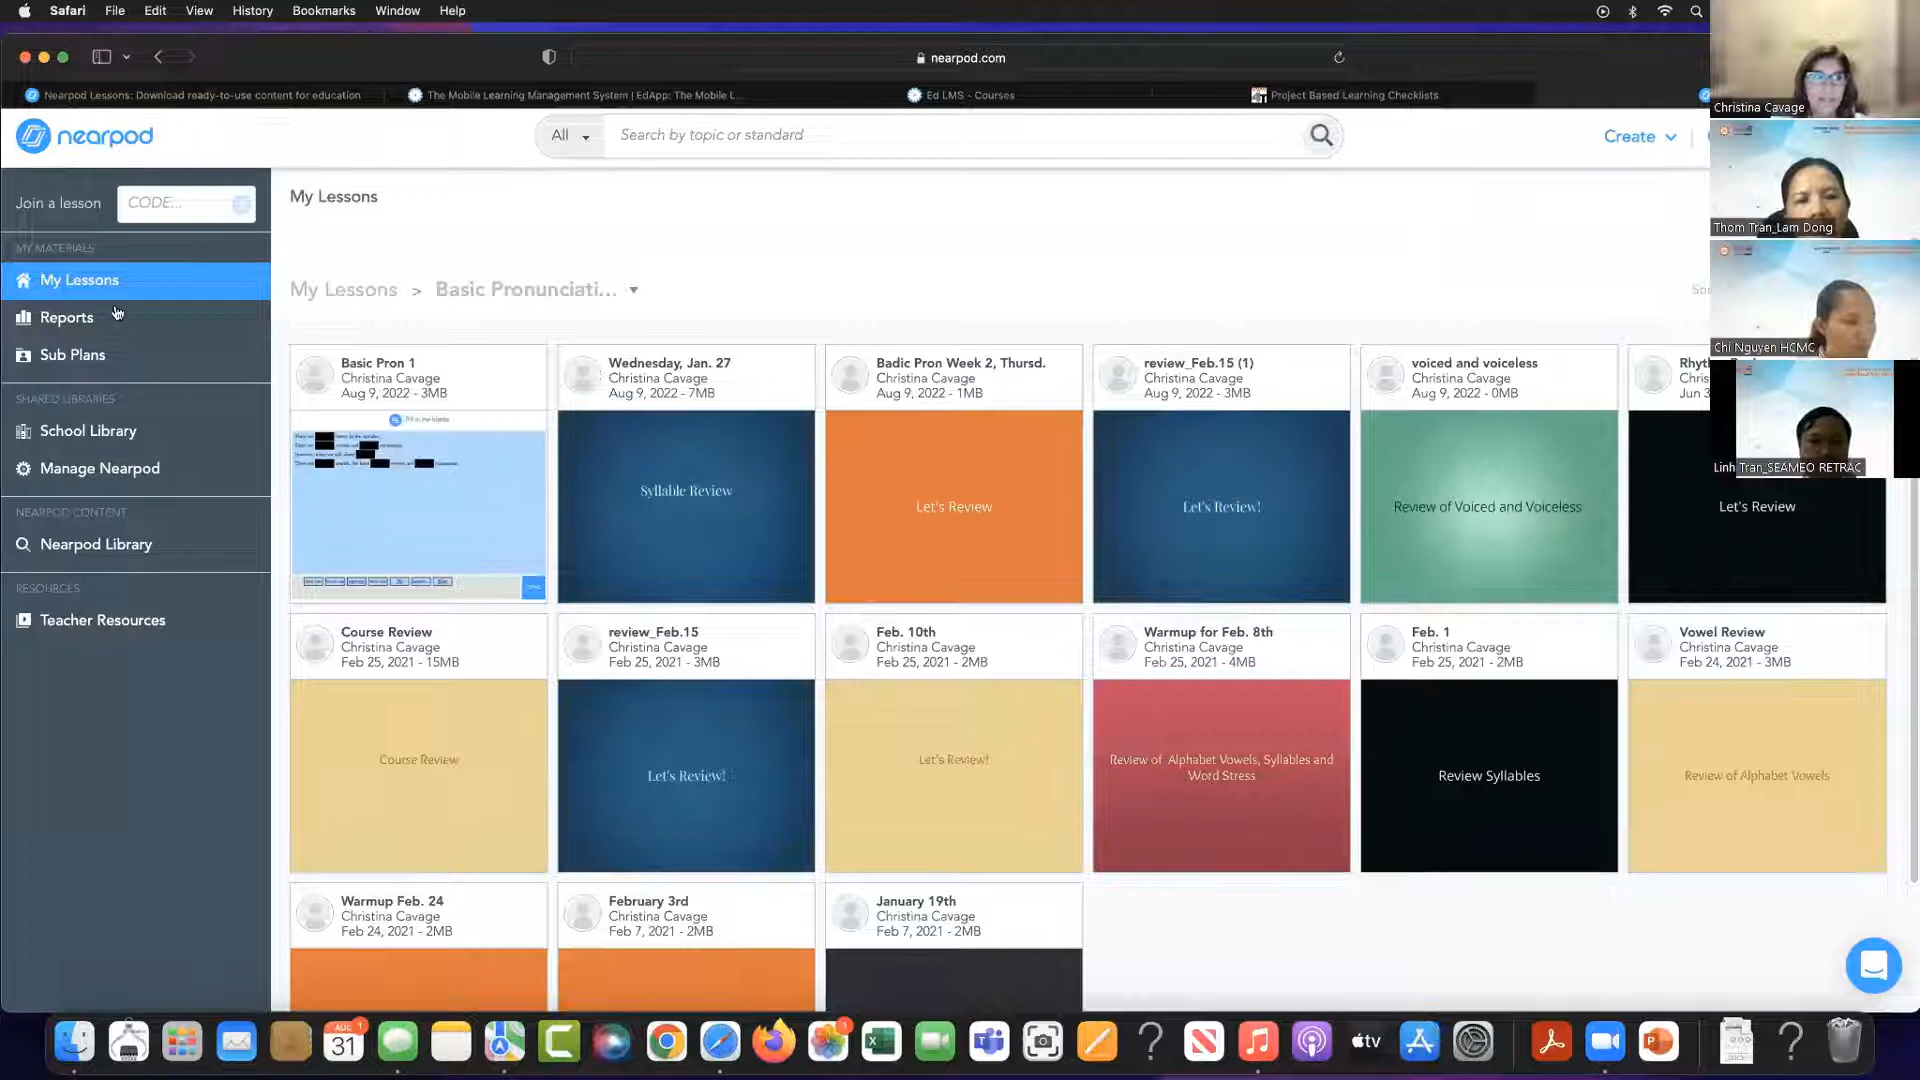 Safari File Edit View History Bookmarks Window Help
nearpod.com
Nearpod Lessons: Download ready-to-use content for education
The Mobile Learning Management System | EdApp: The Mobile L...
Ed LMS - Courses
Project Based Learning Checklists
nearpod
All
Search by topic or standard
Create
Join a lesson
CODE...
MY MATERIALS
My Lessons
Reports
Sub Plans
SHARED LIBRARIES
School Library
Manage Nearpod
NEARPOD CONTENT
Nearpod Library
RESOURCES
Teacher Resources
My Lessons
My Lessons > Basic Pronunciati...
Basic Pron 1
Christina Cavage
Aug 9, 2022 - 3MB
Wednesday, Jan. 27
Christina Cavage
Aug 9, 2022 - 7MB
Syllable Review
Badic Pron Week 2, Thursd.
Christina Cavage
Aug 9, 2022 - 1MB
Let's Review
review_Feb.15 (1)
Christina Cavage
Aug 9, 2022 - 3MB
Let's Review!
voiced and voiceless
Christina Cavage
Aug 9, 2022 - 0MB
Review of Voiced and Voiceless
Let's Review
Course Review
Christina Cavage
Feb 25, 2021 - 15MB
Course Review
review_Feb.15
Christina Cavage
Feb 25, 2021 - 3MB
Let's Review!
Feb. 10th
Christina Cavage
Feb 25, 2021 - 2MB
Let's Review!
Warmup for Feb. 8th
Christina Cavage
Feb 25, 2021 - 4MB
Review of Alphabet Vowels, Syllables and
Word Stress
Feb. 1
Christina Cavage
Feb 25, 2021 - 2MB
Review Syllables
Vowel Review
Christina Cavage
Feb 24, 2021 - 3MB
Review of Alphabet Vowels
Warmup Feb. 24
Christina Cavage
Feb 24, 2021 - 2MB
February 3rd
Christina Cavage
Feb 7, 2021 - 2MB
January 19th
Christina Cavage
Feb 7, 2021 - 2MB
Christina Cavage
Thom Tran_Lam Dong
Chi Nguyen HCMC
Linh Tran_SEAMEO RETRAC
AUG
31
1
1
tv